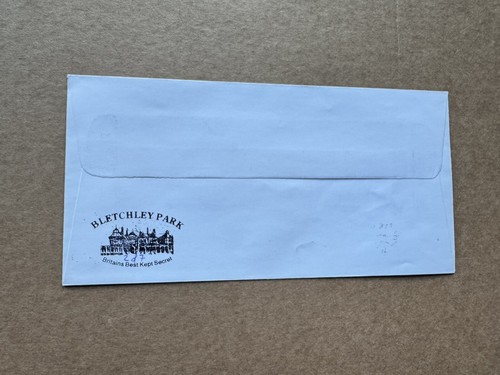 BLETCHLEY PARK
Britains Best Kept Secret